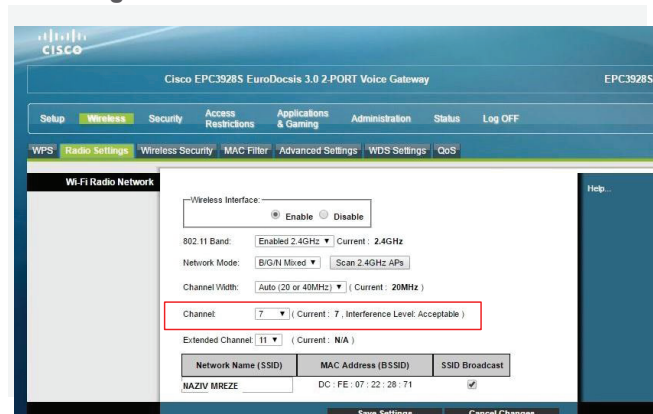 CISCO
Cisco EPC3928S EuroDocsis 3.0 2-PORT Voice Gateway EPC3928S
Setup Wireless Security Access Restrictions Applications & Gaming Administration Status Log OFF
WPS Radio Settings Wireless Security MAC Filter Advanced Settings WDS Settings QoS
Wi-Fi Radio Network
Help...
Wireless Interface:
Enable Disable
802.11 Band: Enabled 2.4GHz Current : 2.4GHz
Network Mode: B/G/N Mixed Scan 2.4GHz APs
Channel Width: Auto (20 or 40MHz) ( Current : 20MHz )
Channel: 7 ( Current : 7 , Interference Level: Acceptable )
Extended Channel: 11 ( Current : N/A )
Network Name (SSID) MAC Address (BSSID) SSID Broadcast
NAZIV MREZE DC : FE : 07 : 22 : 28 : 71
Save Settings Cancel Changes